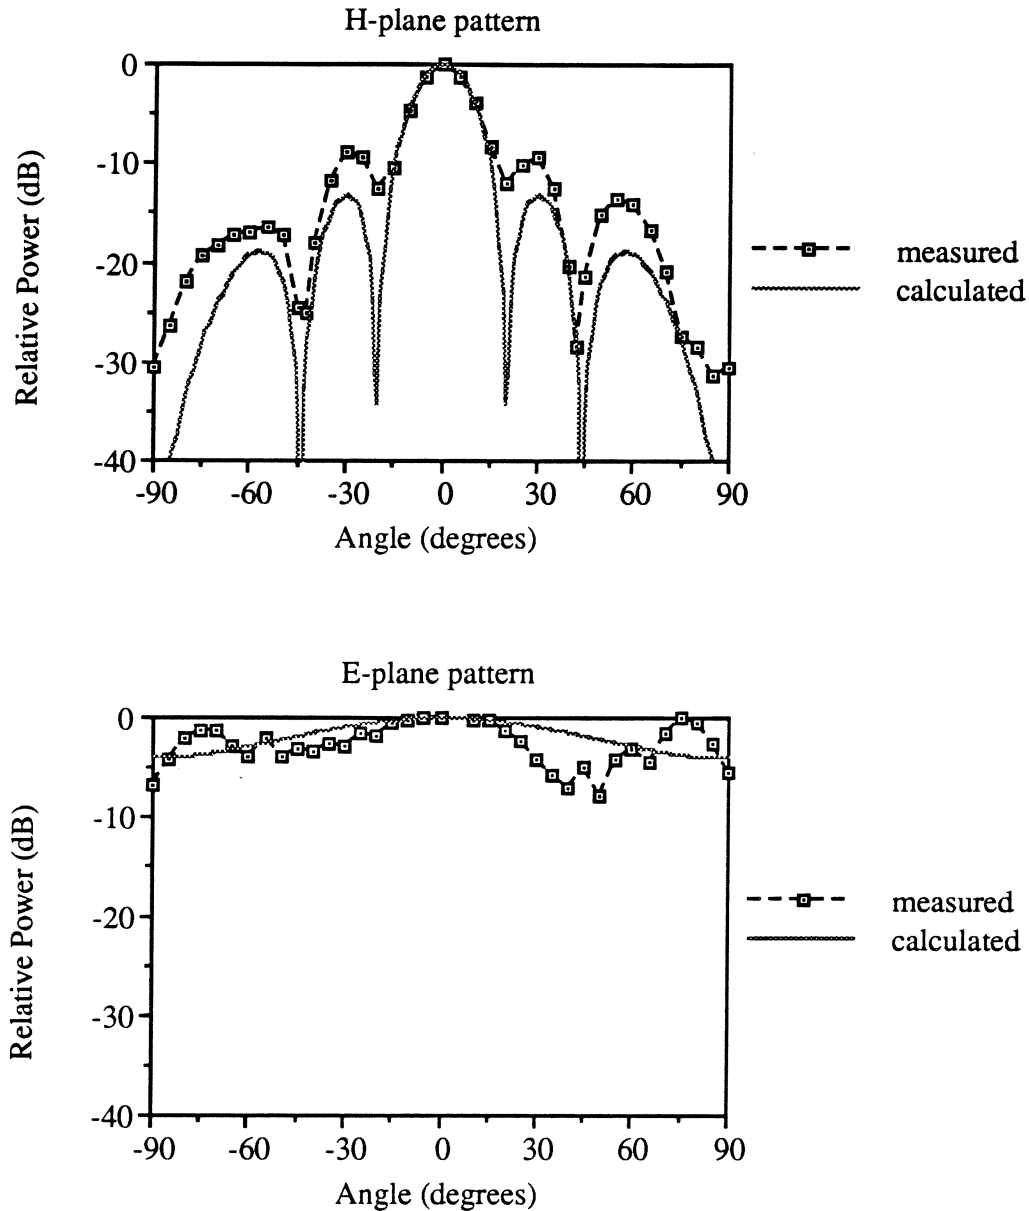 H-plane pattern
0
-10
-20
-30
-40
Relative Power (dB)
-90 -60 -30 0 30 60 90
Angle (degrees)
measured
calculated
E-plane pattern
0
-10
-20
-30
-40
Relative Power (dB)
-90 -60 -30 0 30 60 90
Angle (degrees)
measured
calculated